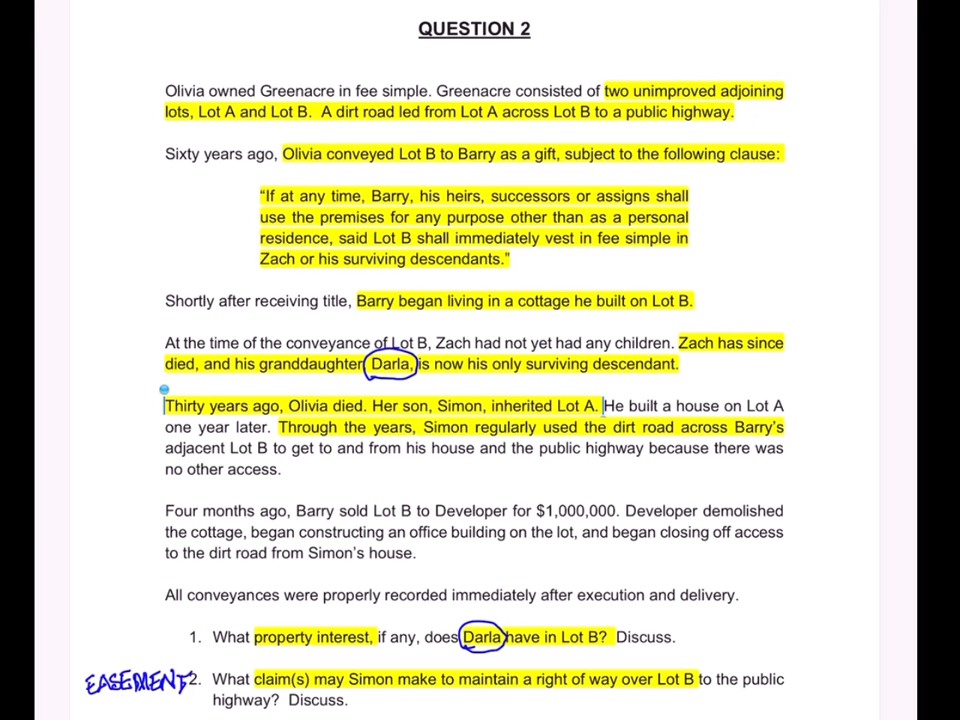 QUESTION 2
Olivia owned Greenacre in fee simple. Greenacre consisted of two unimproved adjoining
lots, Lot A and Lot B. A dirt road led from Lot A across Lot B to a public highway.
Sixty years ago, Olivia conveyed Lot B to Barry as a gift, subject to the following clause:
“If at any time, Barry, his heirs, successors or assigns shall
use the premises for any purpose other than as a personal
residence, said Lot B shall immediately vest in fee simple in
Zach or his surviving descendants.”
Shortly after receiving title, Barry began living in a cottage he built on Lot B.
At the time of the conveyance of Lot B, Zach had not yet had any children. Zach has since
died, and his granddaughter Darla, is now his only surviving descendant.
Thirty years ago, Olivia died. Her son, Simon, inherited Lot A. He built a house on Lot A
one year later. Through the years, Simon regularly used the dirt road across Barry’s
adjacent Lot B to get to and from his house and the public highway because there was
no other access.
Four months ago, Barry sold Lot B to Developer for $1,000,000. Developer demolished
the cottage, began constructing an office building on the lot, and began closing off access
to the dirt road from Simon’s house.
All conveyances were properly recorded immediately after execution and delivery.
1. What property interest, if any, does Darla have in Lot B? Discuss.
EASEMENT 2. What claim(s) may Simon make to maintain a right of way over Lot B to the public
highway? Discuss.